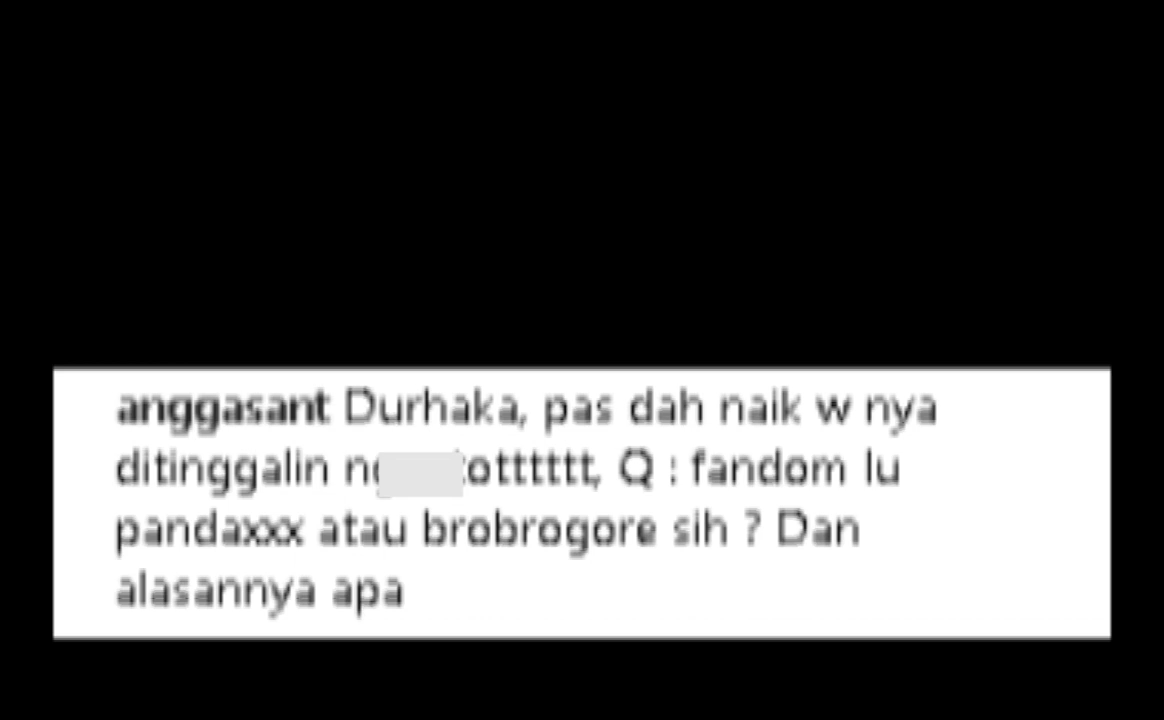 anggasant Durhaka, pas dah naik w nya
ditinggalin Q : fandom lu
pandaxxx atau brobrogore sih ? Dan
alasannya apa